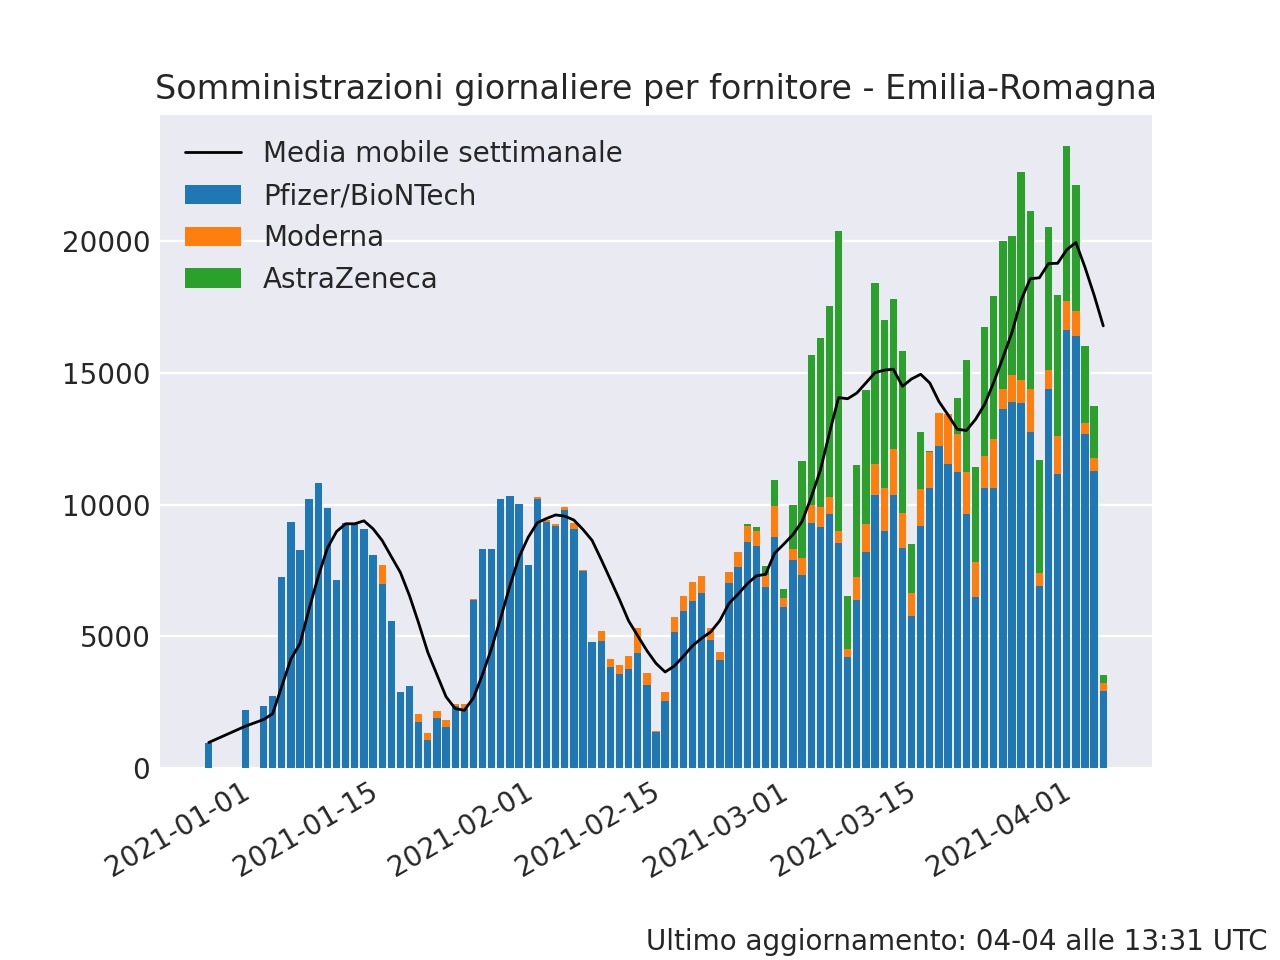 Somministrazioni giornaliere per fornitore - Emilia-Romagna
Media mobile settimanale
Pfizer/BioNTech
Moderna
AstraZeneca
20000
15000
10000
5000
0
2021-01-01
2021-01-15
2021-02-01
2021-02-15
2021-03-01
2021-03-15
2021-04-01
Ultimo aggiornamento: 04-04 alle 13:31 UTC